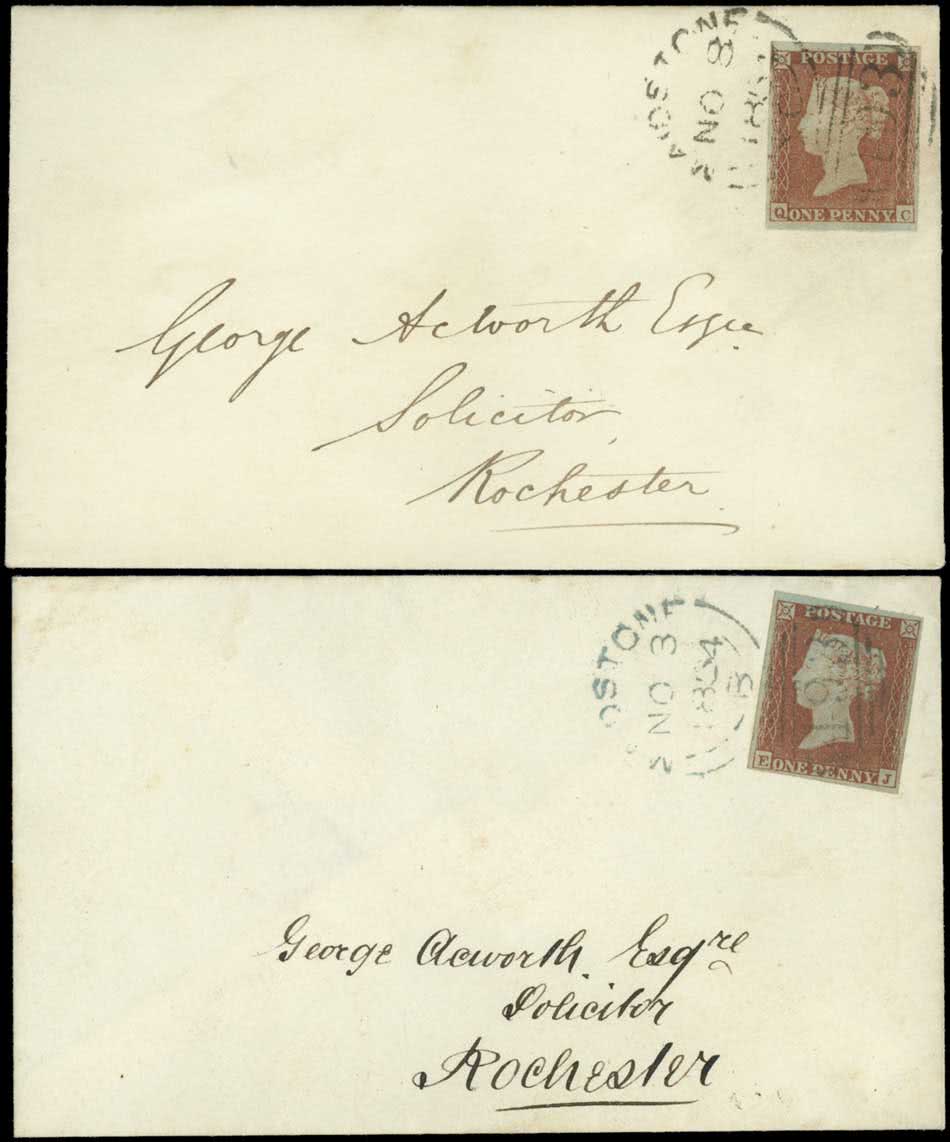 MAIDSTONE
NO 8
185
POSTAGE
Q ONE PENNY C
George Acworth Esqre
Solicitor
Rochester
NO 3
1854
B
POSTAGE
E ONE PENNY J
George Acworth Esqre
Solicitor
Rochester